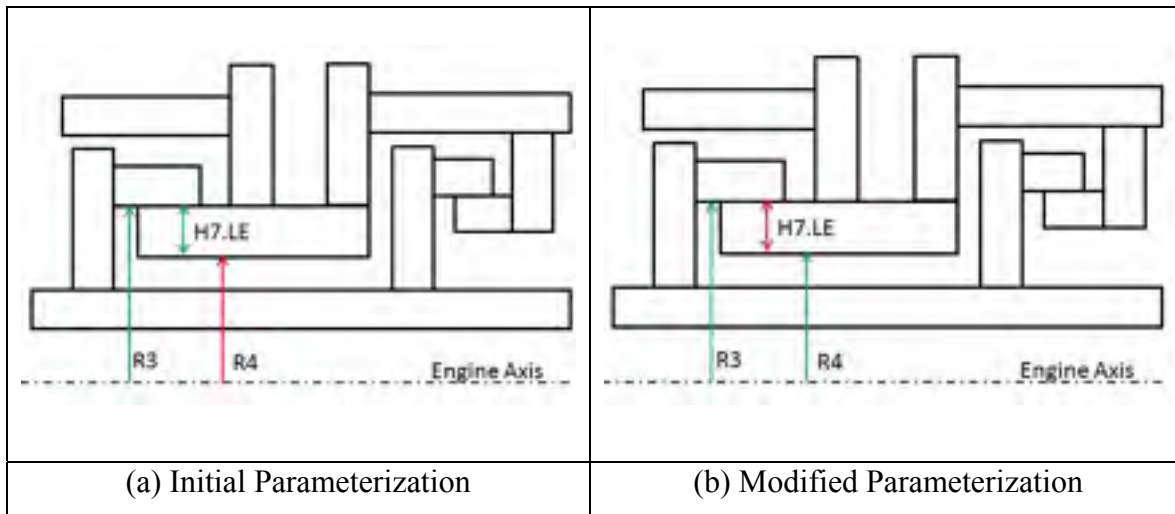 H7.LE
R3
R4
Engine Axis
(a) Initial Parameterization
H7.LE
R3
R4
Engine Axis
(b) Modified Parameterization